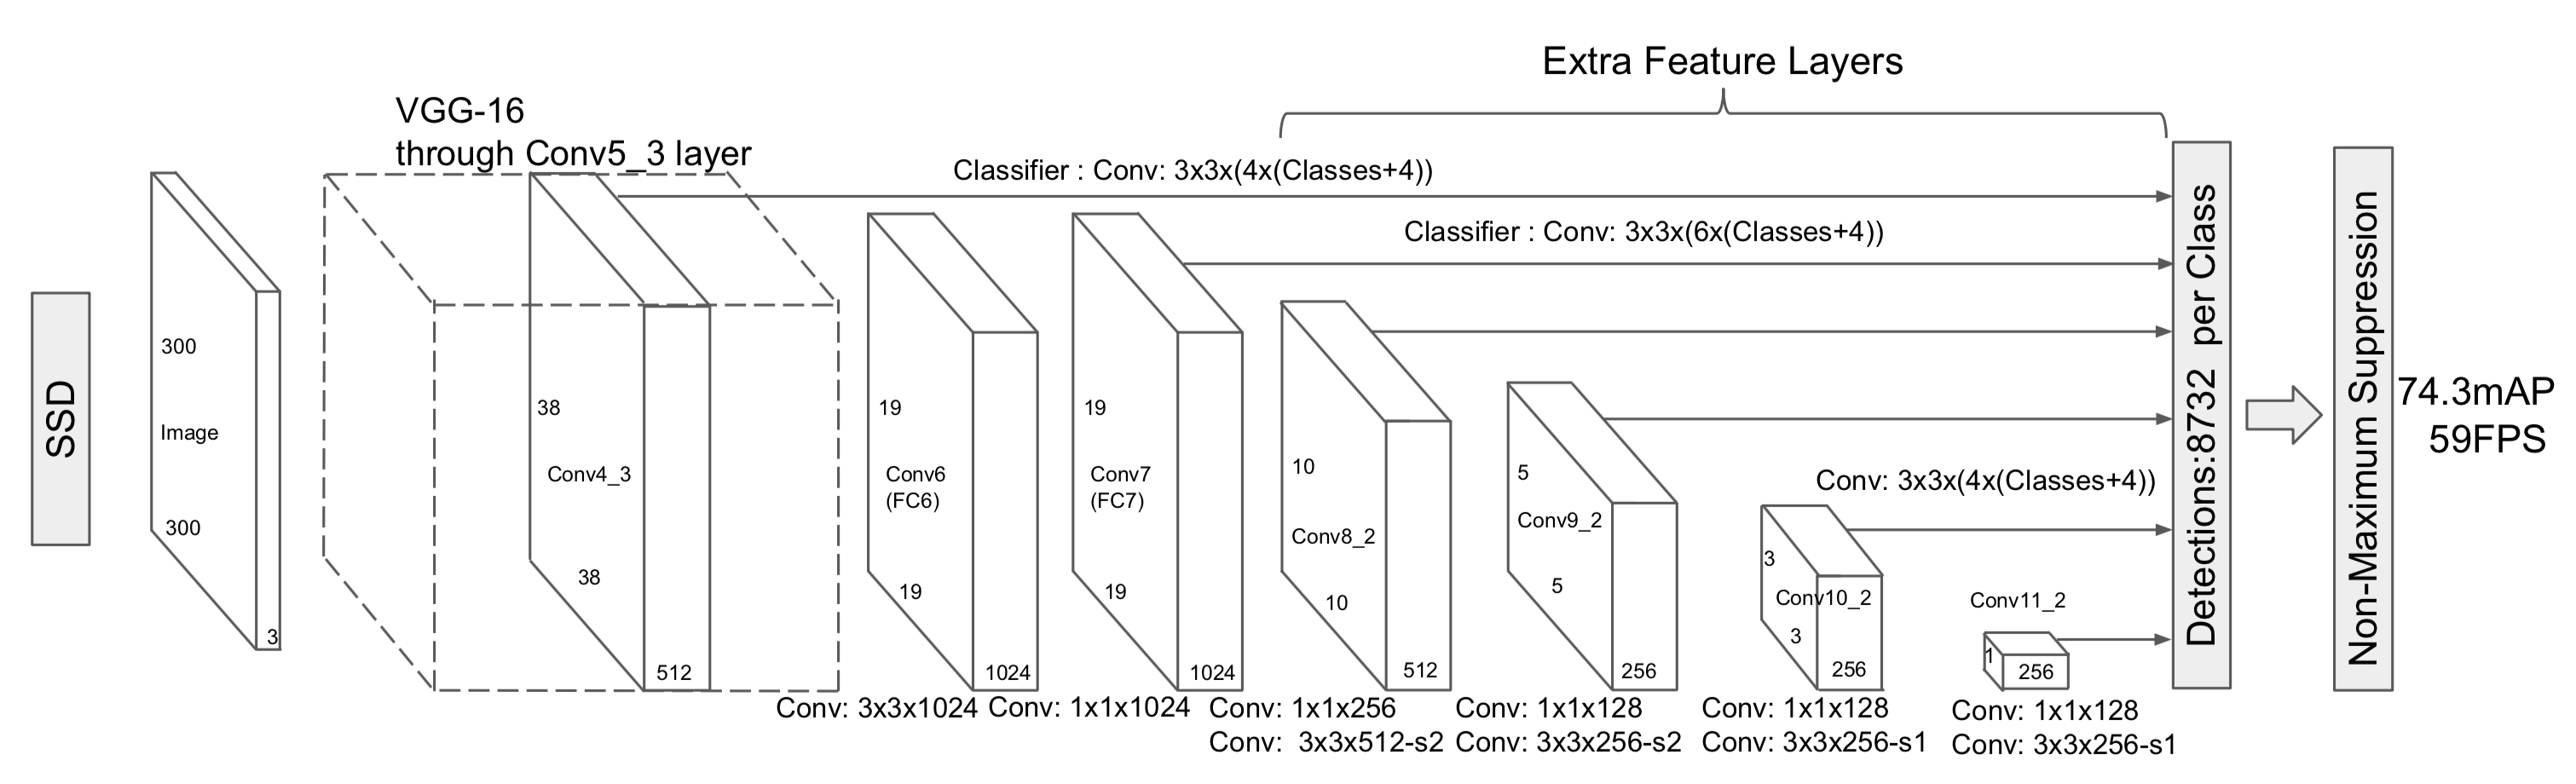 Extra Feature Layers
VGG-16
through Conv5_3 layer
Classifier : Conv: 3x3x(4x(Classes+4))
Classifier : Conv: 3x3x(6x(Classes+4))
SSD
300
Image
300
3
38
Conv4_3
38
512
19
Conv6
(FC6)
19
1024
19
Conv7
(FC7)
19
1024
10
Conv8_2
10
512
5
Conv9_2
5
256
Conv: 3x3x(4x(Classes+4))
3
Conv10_2
3
256
Conv11_2
1
256
Conv: 3x3x1024
Conv: 1x1x1024
Conv: 1x1x256
Conv: 3x3x512-s2
Conv: 1x1x128
Conv: 3x3x256-s2
Conv: 1x1x128
Conv: 3x3x256-s1
Conv: 1x1x128
Conv: 3x3x256-s1
Detections:8732 per Class
Non-Maximum Suppression
74.3mAP
59FPS